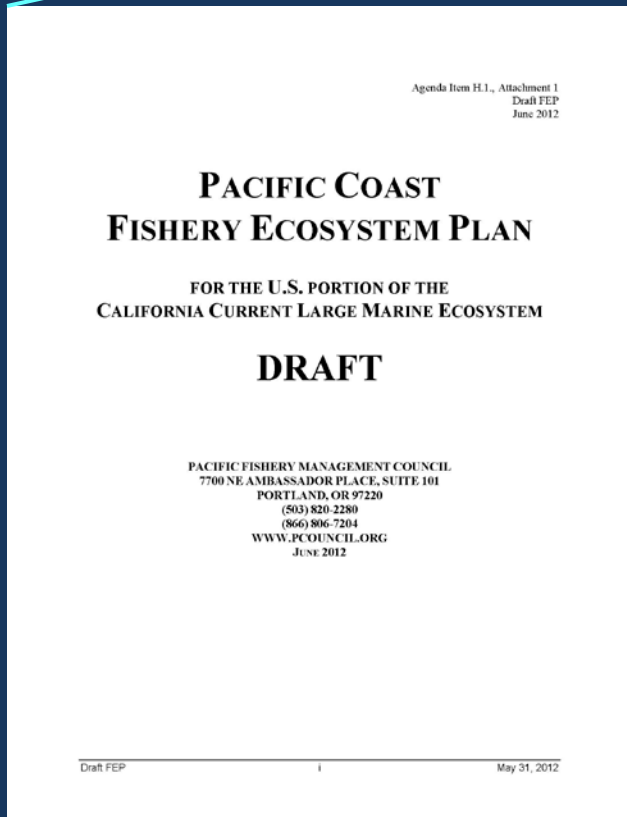 Agenda Item H.1., Attachment 1
Draft FEP
June 2012
PACIFIC COAST
FISHERY ECOSYSTEM PLAN
FOR THE U.S. PORTION OF THE
CALIFORNIA CURRENT LARGE MARINE ECOSYSTEM
DRAFT
PACIFIC FISHERY MANAGEMENT COUNCIL
7700 NE AMBASSADOR PLACE, SUITE 101
PORTLAND, OR 97220
(503) 820-2280
(866) 806-7204
WWW.PCOUNCIL.ORG
JUNE 2012
Draft FEP i May 31, 2012